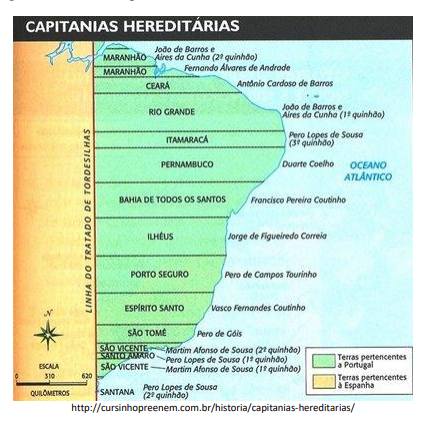 CAPITANIAS HEREDITÁRIAS
João de Barros e
Aires da Cunha (2º quinhão)
MARANHÃO
Fernando Álvares de Andrade
MARANHÃO
CEARÁ
Antônio Cardoso de Barros
RIO GRANDE
João de Barros e
Aires da Cunha (1º quinhão)
ITAMARACÁ
Pero Lopes de Sousa
(3º quinhão)
PERNAMBUCO
Duarte Coelho
OCEANO
ATLÂNTICO
BAHIA DE TODOS OS SANTOS
Francisco Pereira Coutinho
LINHA DO TRATADO DE TORDESILHAS
ILHÉUS
Jorge de Figueiredo Correia
PORTO SEGURO
Pero de Campos Tourinho
ESPÍRITO SANTO
Vasco Fernandes Coutinho
SÃO TOMÉ
Pero de Góis
SÃO VICENTE
Martim Afonso de Sousa (2º quinhão)
SANTO AMARO
Pero Lopes de Sousa (1º quinhão)
SÃO VICENTE
Martim Afonso de Sousa (1º quinhão)
SANTANA
Pero Lopes de Sousa
(2º quinhão)
N
ESCALA
0 310 620
QUILÔMETROS
Terras pertencentes
a Portugal
Terras pertencentes
à Espanha
http://cursinhopreenem.com.br/historia/capitanias-hereditarias/